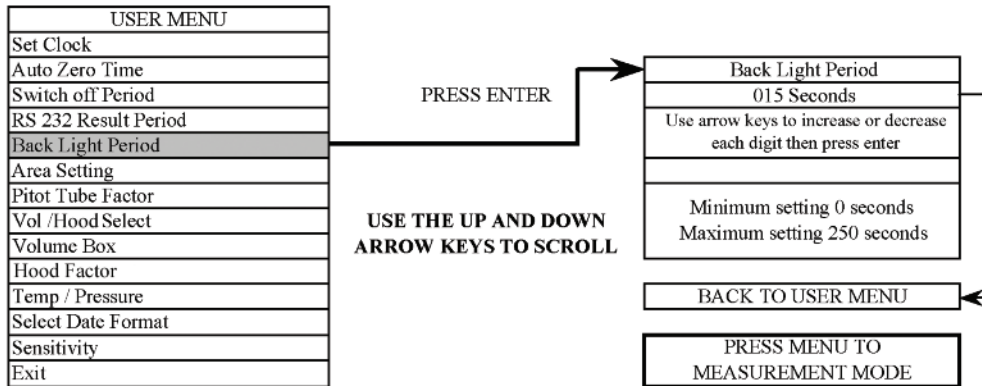 USER MENU
Set Clock
Auto Zero Time
Switch off Period
RS 232 Result Period
Back Light Period
Area Setting
Pitot Tube Factor
Vol /Hood Select
Volume Box
Hood Factor
Temp / Pressure
Select Date Format
Sensitivity
Exit
PRESS ENTER
USE THE UP AND DOWN
ARROW KEYS TO SCROLL
Back Light Period
015 Seconds
Use arrow keys to increase or decrease
each digit then press enter
Minimum setting 0 seconds
Maximum setting 250 seconds
BACK TO USER MENU
PRESS MENU TO
MEASUREMENT MODE